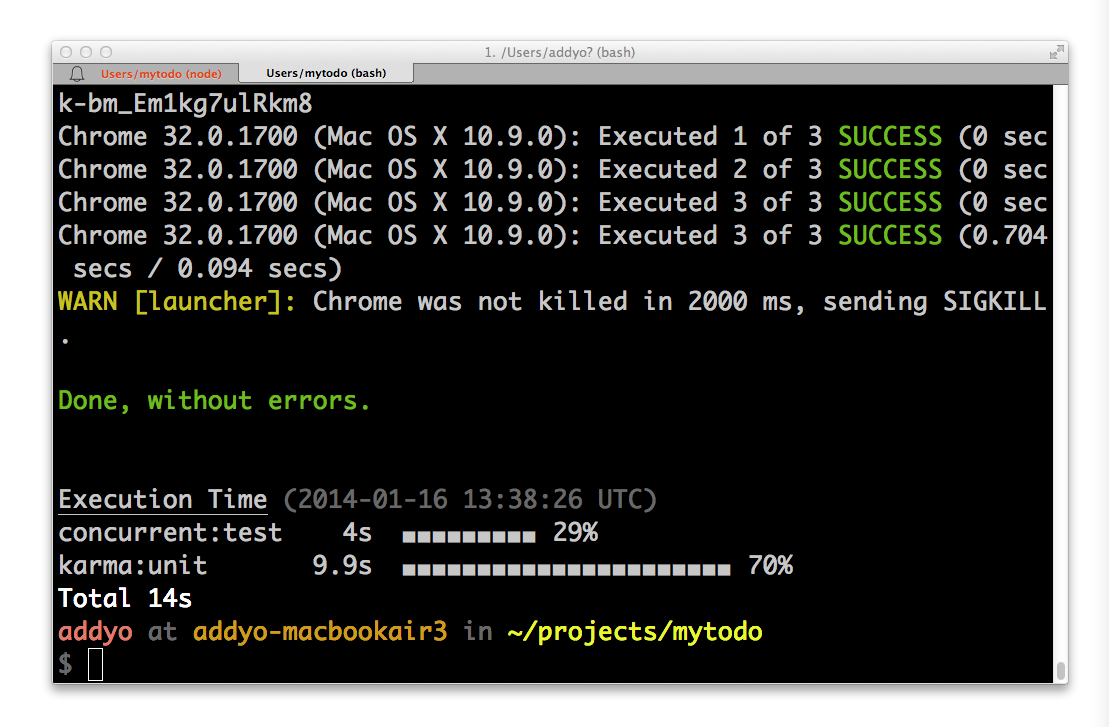 1. /Users/addyo? (bash)
Users/mytodo (node)
Users/mytodo (bash)
k-bm_Em1kg7ulRkm8
Chrome 32.0.1700 (Mac OS X 10.9.0): Executed 1 of 3 SUCCESS (0 sec
Chrome 32.0.1700 (Mac OS X 10.9.0): Executed 2 of 3 SUCCESS (0 sec
Chrome 32.0.1700 (Mac OS X 10.9.0): Executed 3 of 3 SUCCESS (0 sec
Chrome 32.0.1700 (Mac OS X 10.9.0): Executed 3 of 3 SUCCESS (0.704
secs / 0.094 secs)
WARN [launcher]: Chrome was not killed in 2000 ms, sending SIGKILL
.
Done, without errors.
Execution Time (2014-01-16 13:38:26 UTC)
concurrent:test 4s 29%
karma:unit 9.9s 70%
Total 14s
addyo at addyo-macbookair3 in ~/projects/mytodo
$